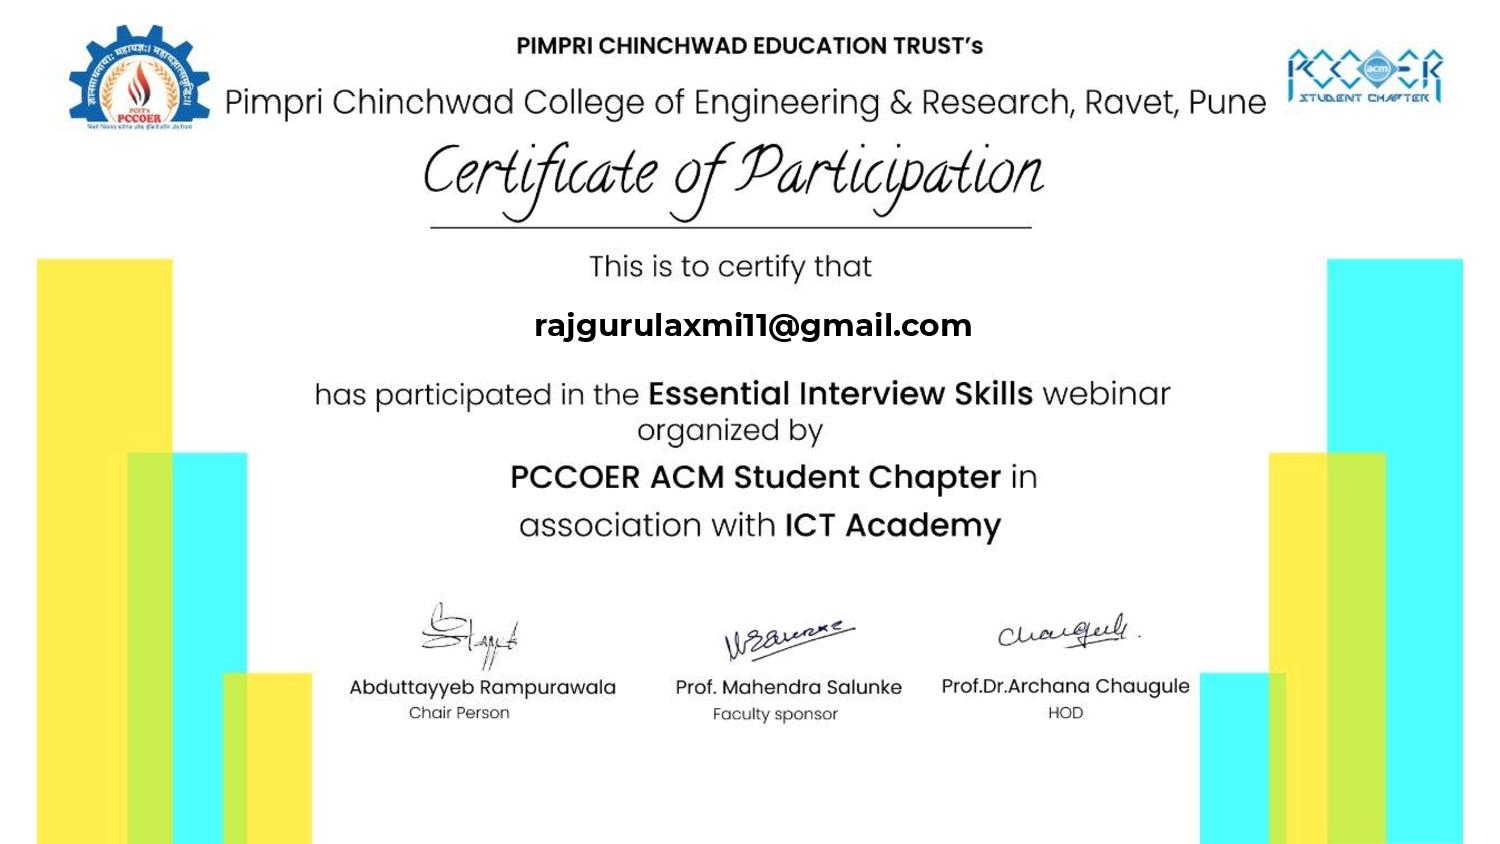 PIMPRI CHINCHWAD EDUCATION TRUST's
Pimpri Chinchwad College of Engineering & Research, Ravet, Pune
PCET's
PCCOER
PCCOER
acm
STUDENT CHAPTER
Certificate of Participation
This is to certify that
rajgurulaxmi11@gmail.com
has participated in the Essential Interview Skills webinar
organized by
PCCOER ACM Student Chapter in
association with ICT Academy
Abduttayyeb Rampurawala
Chair Person
Prof. Mahendra Salunke
Faculty sponsor
Prof.Dr.Archana Chaugule
HOD